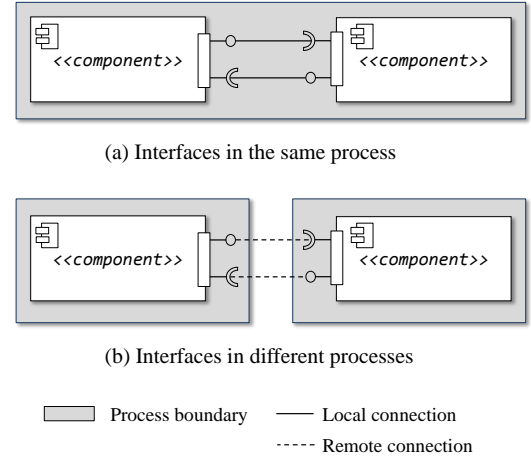 <<component>> <<component>>
(a) Interfaces in the same process
<<component>> <<component>>
(b) Interfaces in different processes
Process boundary Local connection
Remote connection